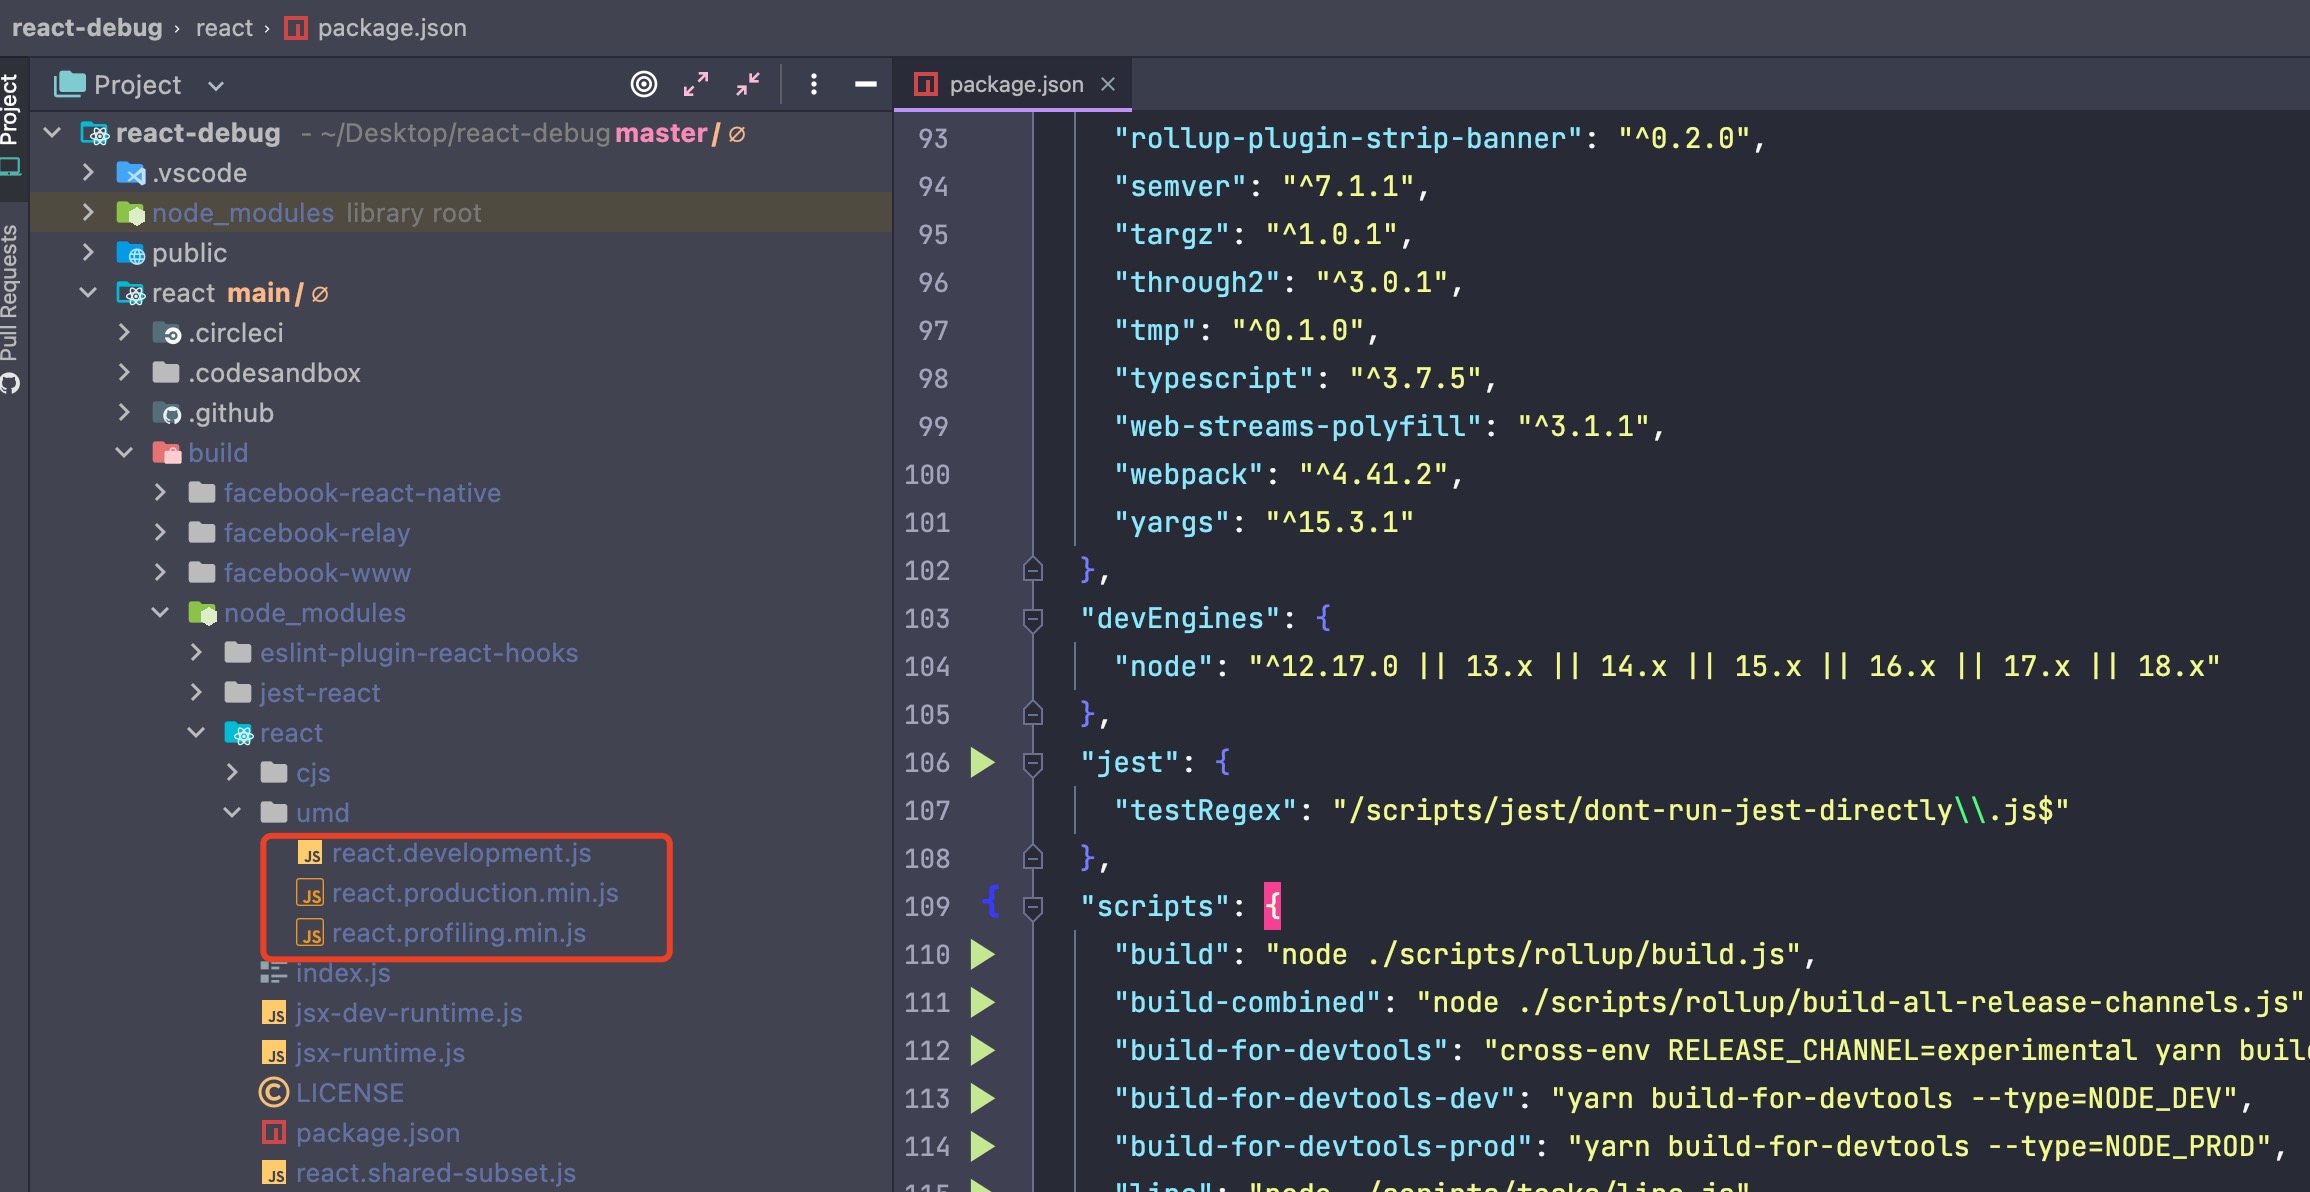 react-debug › react › package.json
Project
Pull Requests
Project
react-debug - ~/Desktop/react-debug master / ∅
.vscode
node_modules library root
public
react main / ∅
.circleci
.codesandbox
.github
build
facebook-react-native
facebook-relay
facebook-www
node_modules
eslint-plugin-react-hooks
jest-react
react
cjs
umd
react.development.js
react.production.min.js
react.profiling.min.js
index.js
jsx-dev-runtime.js
jsx-runtime.js
LICENSE
package.json
react.shared-subset.js
package.json
93 "rollup-plugin-strip-banner": "^0.2.0",
94 "semver": "^7.1.1",
95 "targz": "^1.0.1",
96 "through2": "^3.0.1",
97 "tmp": "^0.1.0",
98 "typescript": "^3.7.5",
99 "web-streams-polyfill": "^3.1.1",
100 "webpack": "^4.41.2",
101 "yargs": "^15.3.1"
102 },
103 "devEngines": {
104 "node": "^12.17.0 || 13.x || 14.x || 15.x || 16.x || 17.x || 18.x"
105 },
106 "jest": {
107 "testRegex": "/scripts/jest/dont-run-jest-directly\\.js$"
108 },
109 "scripts": {
110 "build": "node ./scripts/rollup/build.js",
111 "build-combined": "node ./scripts/rollup/build-all-release-channels.js"
112 "build-for-devtools": "cross-env RELEASE_CHANNEL=experimental yarn buil
113 "build-for-devtools-dev": "yarn build-for-devtools --type=NODE_DEV",
114 "build-for-devtools-prod": "yarn build-for-devtools --type=NODE_PROD",
115 "linc": "node ./scripts/tasks/linc.js"